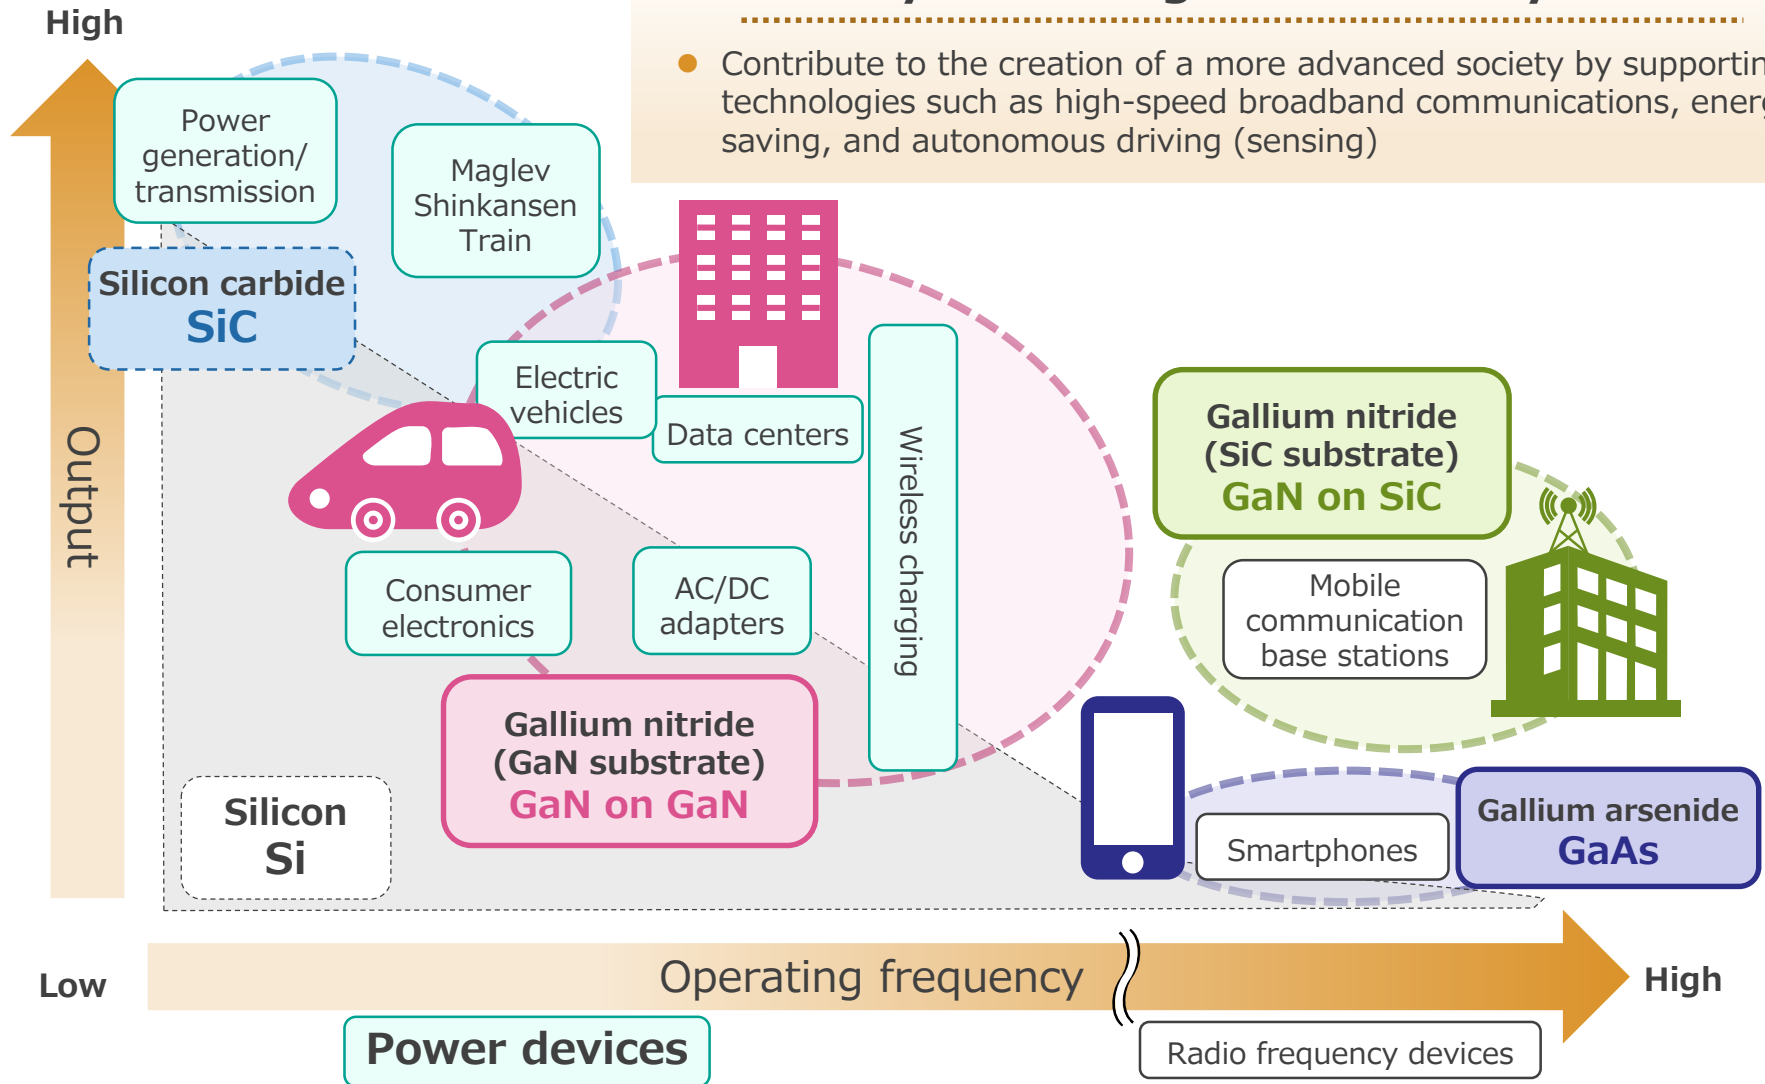 High
Contribute to the creation of a more advanced society by supportin
technologies such as high-speed broadband communications, energ
saving, and autonomous driving (sensing)
Power
generation/
transmission
Maglev
Shinkansen
Train
Silicon carbide
SiC
Electric
vehicles
Data centers
Wireless charging
Gallium nitride
(SiC substrate)
GaN on SiC
Output
Consumer
electronics
AC/DC
adapters
Mobile
communication
base stations
Gallium nitride
(GaN substrate)
GaN on GaN
Silicon
Si
Smartphones
Gallium arsenide
GaAs
Low
Operating frequency
High
Power devices
Radio frequency devices